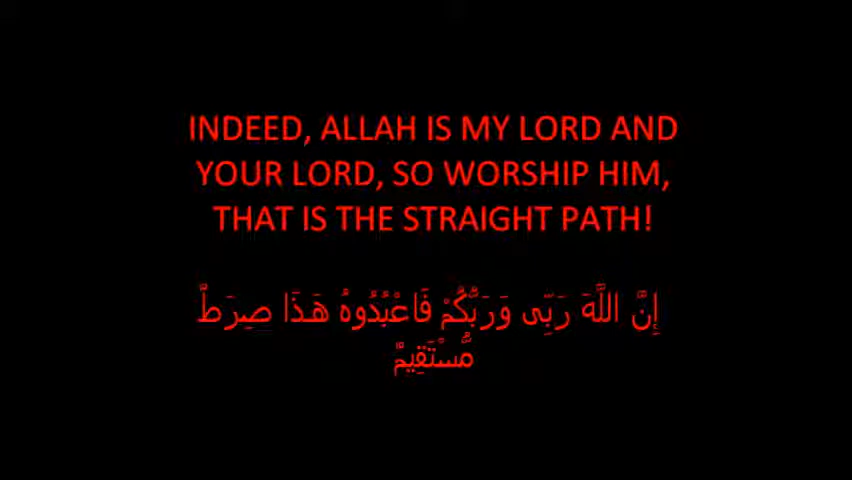 INDEED, ALLAH IS MY LORD AND
YOUR LORD, SO WORSHIP HIM,
THAT IS THE STRAIGHT PATH!
إِنَّ اللَّهَ رَبِّى وَرَبُّكُمْ فَاعْبُدُوهُ هَـذَا صِرَطٌ
مُّسْتَقِيمٌ